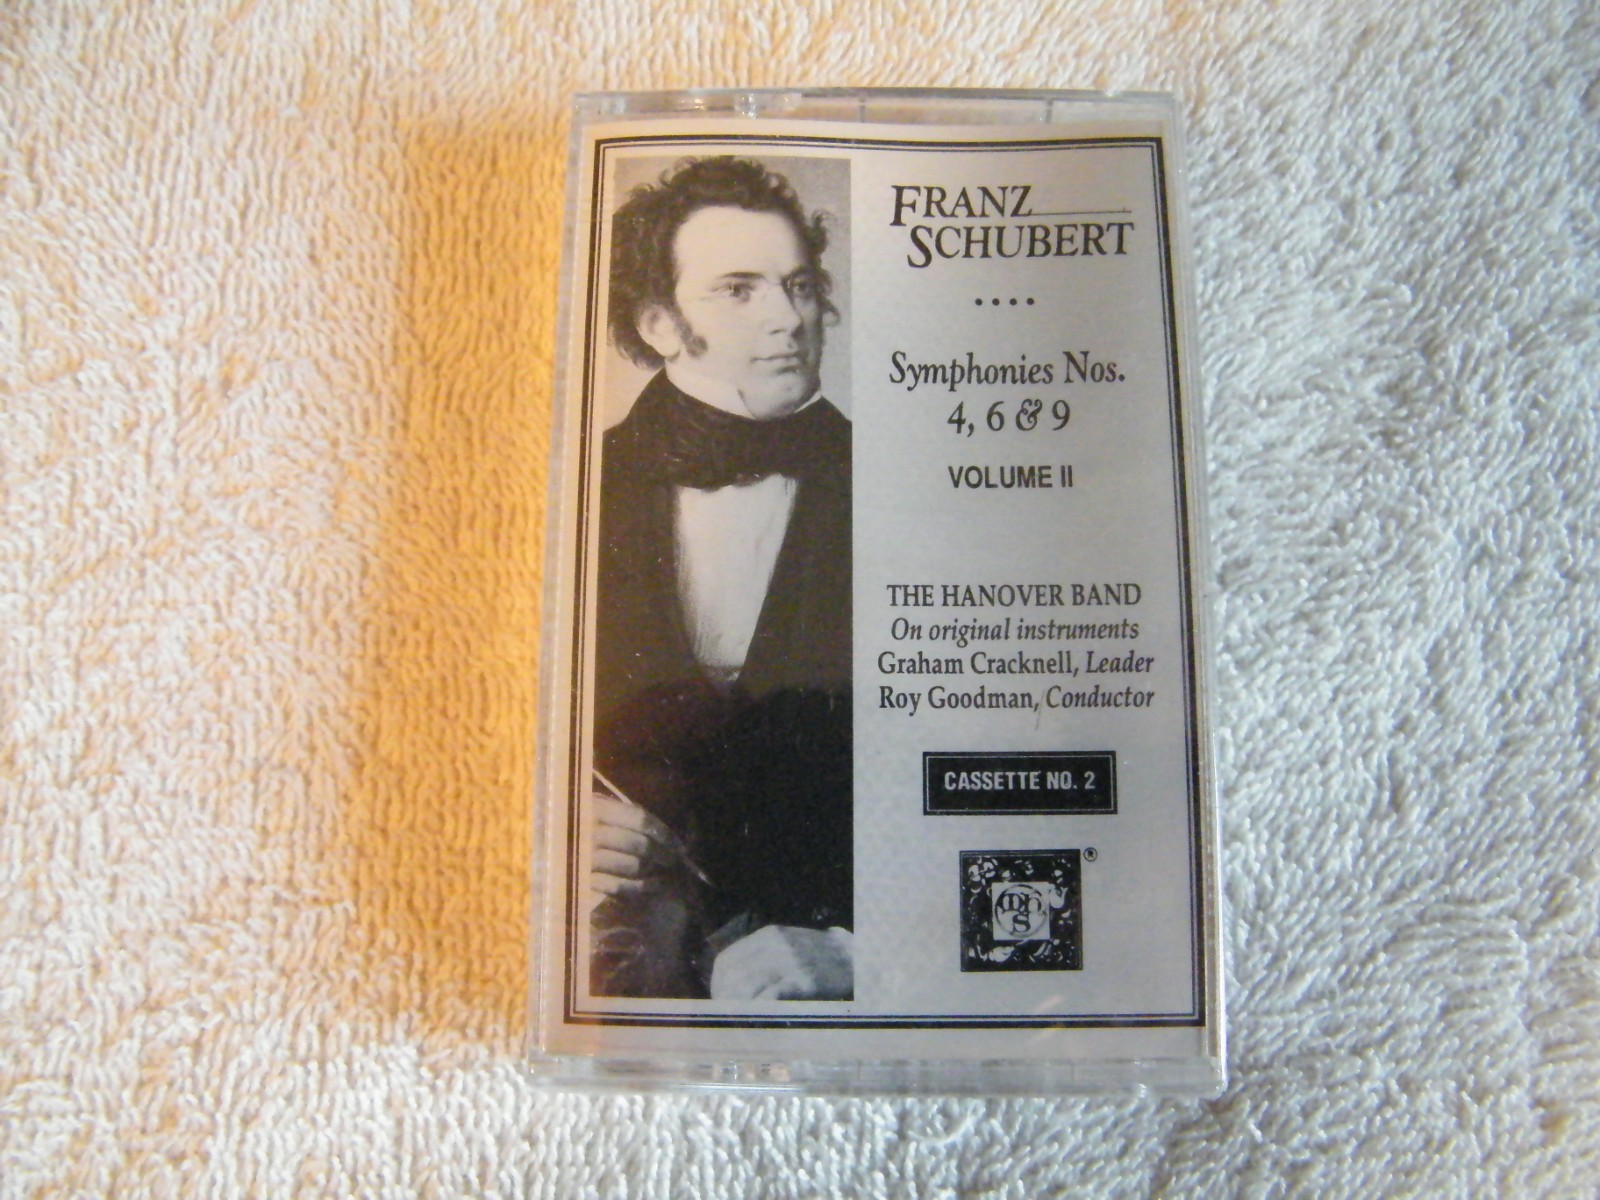 FRANZ
SCHUBERT
Symphonies Nos.
4, 6 & 9
VOLUME II
THE HANOVER BAND
On original instruments
Graham Cracknell, Leader
Roy Goodman, Conductor
CASSETTE NO. 2
®
mhs